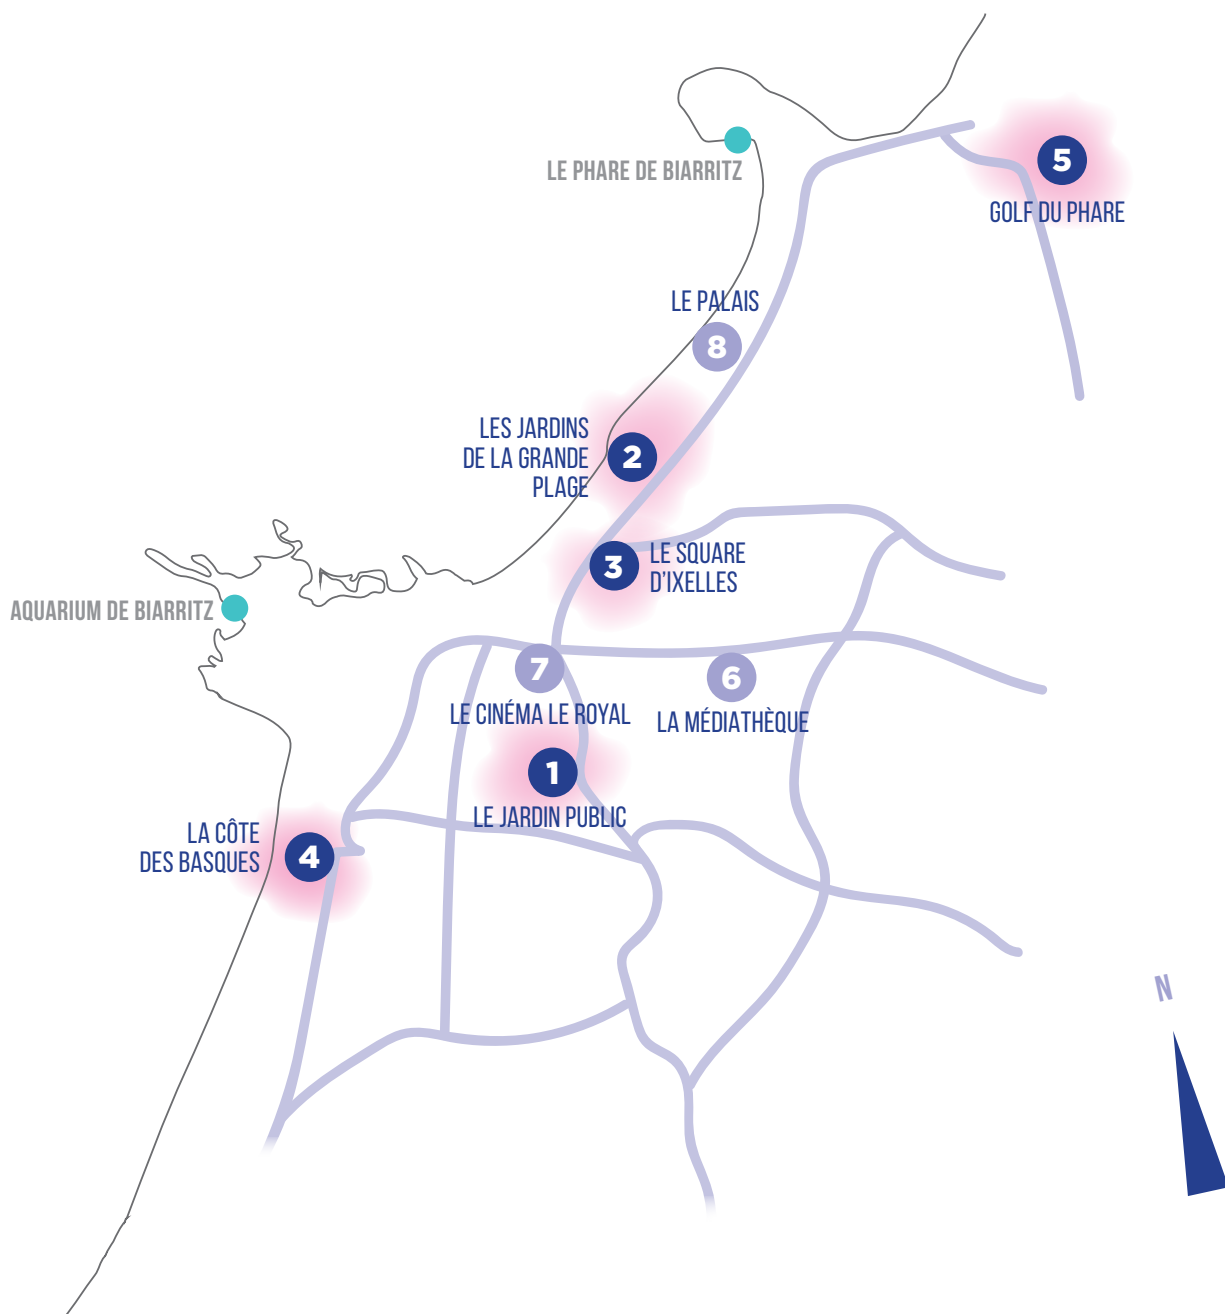 LE PHARE DE BIARRITZ
5
GOLF DU PHARE
LE PALAIS
8
LES JARDINS
DE LA GRANDE
PLAGE
2
3
LE SQUARE
D'IXELLES
AQUARIUM DE BIARRITZ
7
LE CINÉMA LE ROYAL
6
LA MÉDIATHÈQUE
1
LE JARDIN PUBLIC
LA CÔTE
DES BASQUES
4
N